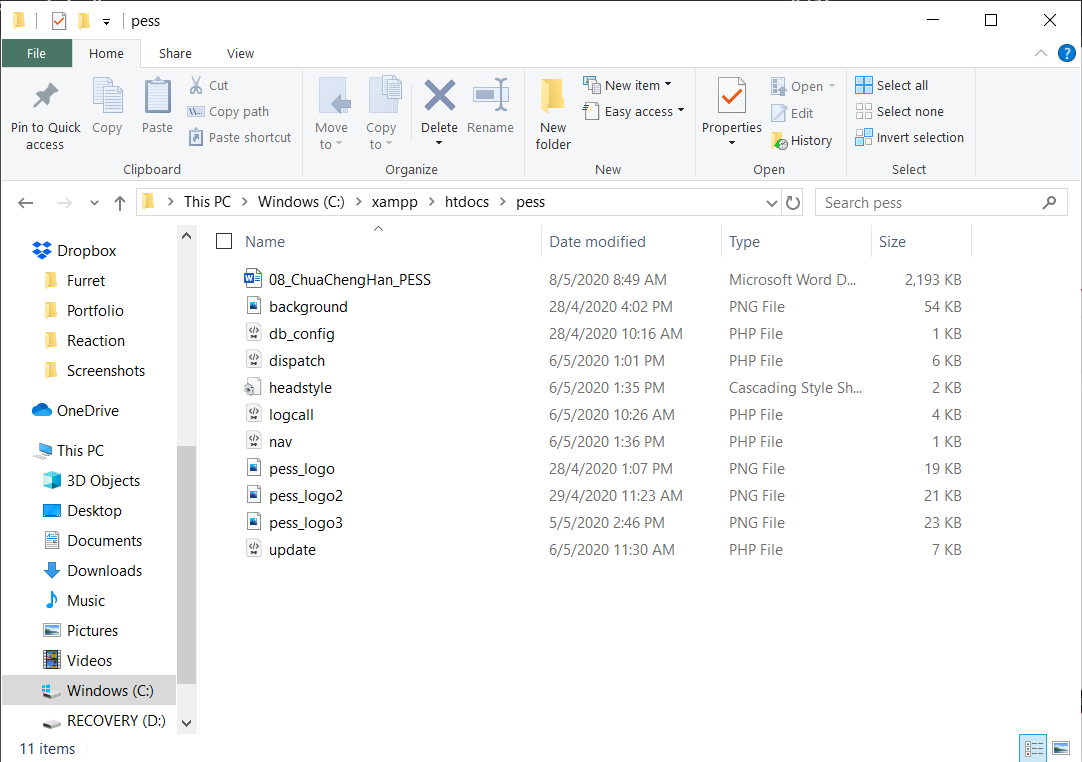 pess
File Home Share View
Pin to Quick access
Copy
Paste
Cut
Copy path
Paste shortcut
Clipboard
Move to
Copy to
Delete
Rename
Organize
New folder
New item
Easy access
New
Properties
Open
Edit
History
Open
Select all
Select none
Invert selection
Select
This PC Windows (C:) xampp htdocs pess
Search pess
Dropbox
Furret
Portfolio
Reaction
Screenshots
OneDrive
This PC
3D Objects
Desktop
Documents
Downloads
Music
Pictures
Videos
Windows (C:)
RECOVERY (D:)
Name Date modified Type Size
08_ChuaChengHan_PESS 8/5/2020 8:49 AM Microsoft Word D... 2,193 KB
background 28/4/2020 4:02 PM PNG File 54 KB
db_config 28/4/2020 10:16 AM PHP File 1 KB
dispatch 6/5/2020 1:01 PM PHP File 6 KB
headstyle 6/5/2020 1:35 PM Cascading Style Sh... 2 KB
logcall 6/5/2020 10:26 AM PHP File 4 KB
nav 6/5/2020 1:36 PM PHP File 1 KB
pess_logo 28/4/2020 1:07 PM PNG File 19 KB
pess_logo2 29/4/2020 11:23 AM PNG File 21 KB
pess_logo3 5/5/2020 2:46 PM PNG File 23 KB
update 6/5/2020 11:30 AM PHP File 7 KB
11 items